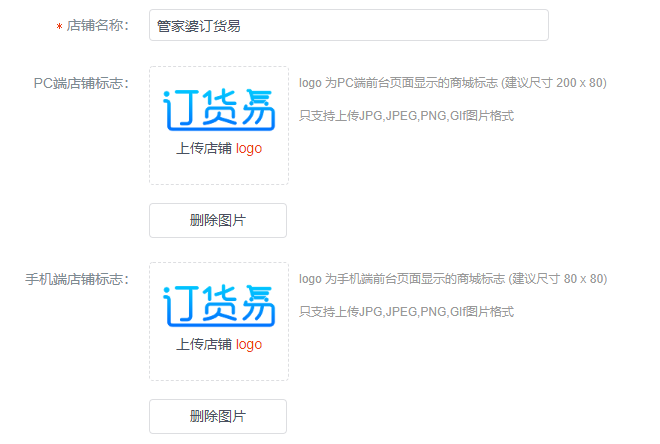 * 店铺名称：
管家婆订货易
PC端店铺标志：
订货易
上传店铺 logo
logo 为PC端前台页面显示的商城标志 (建议尺寸 200 x 80)
只支持上传JPG,JPEG,PNG,GIf图片格式
删除图片
手机端店铺标志：
订货易
上传店铺 logo
logo 为手机端前台页面显示的商城标志 (建议尺寸 80 x 80)
只支持上传JPG,JPEG,PNG,GIf图片格式
删除图片